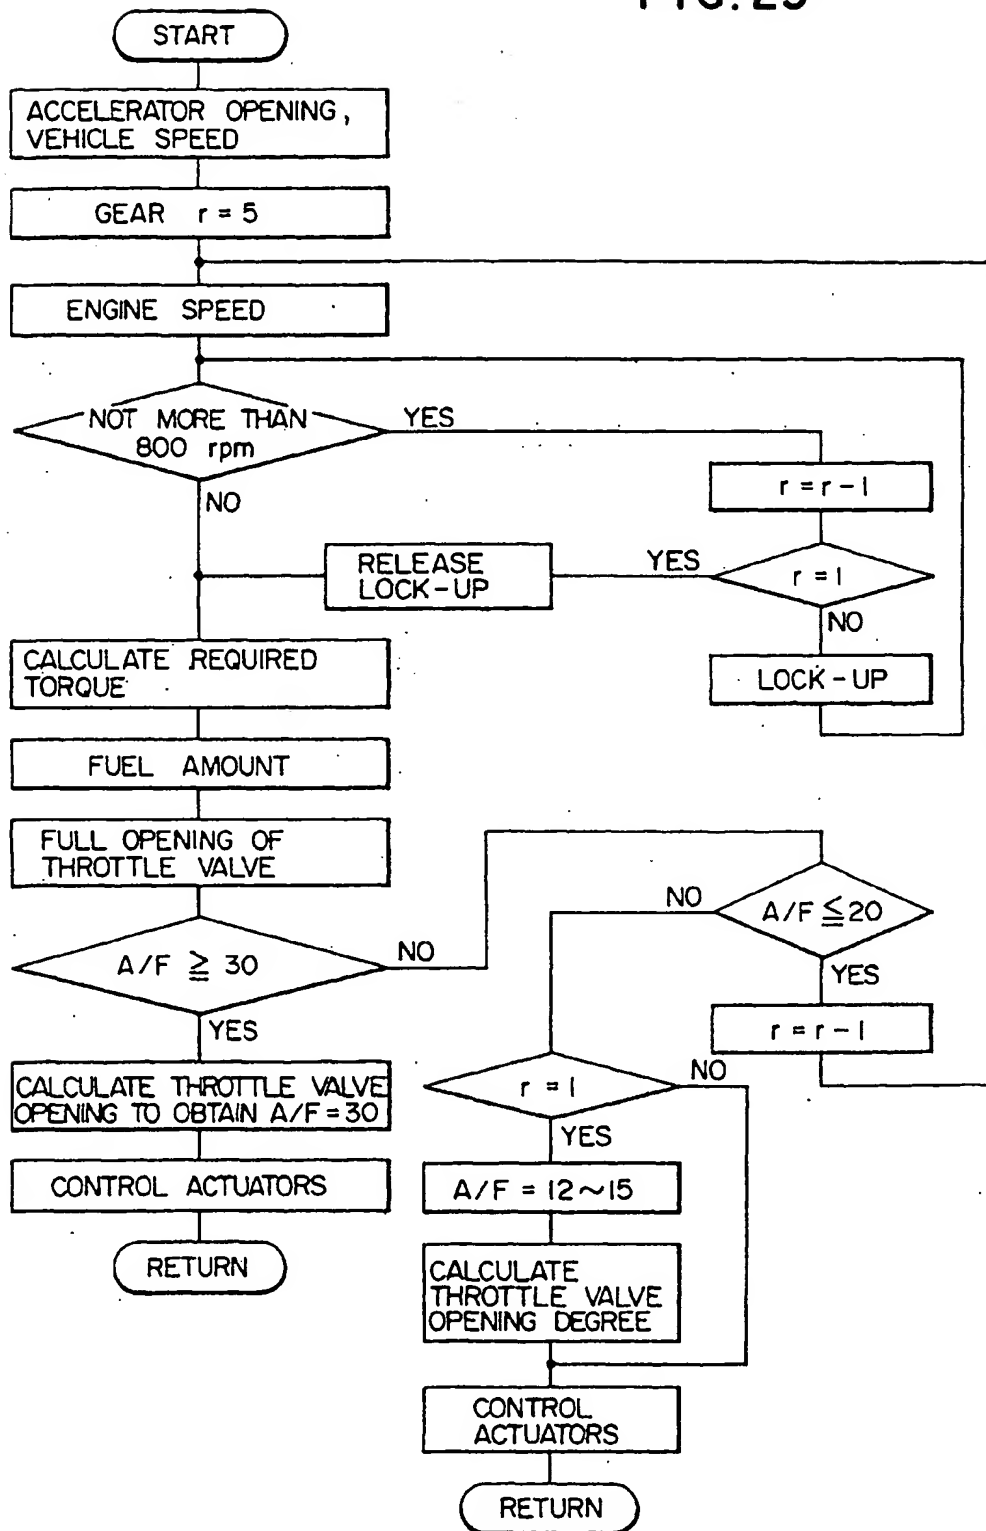 FIG. 25
START
ACCELERATOR OPENING,
VEHICLE SPEED
GEAR r = 5
ENGINE SPEED
NOT MORE THAN
800 rpm
YES
NO
r = r - 1
r = 1
YES
NO
RELEASE
LOCK-UP
LOCK-UP
CALCULATE REQUIRED
TORQUE
FUEL AMOUNT
FULL OPENING OF
THROTTLE VALVE
A/F ≧ 30
NO
YES
A/F ≦ 20
NO
YES
r = r - 1
CALCULATE THROTTLE VALVE
OPENING TO OBTAIN A/F = 30
CONTROL ACTUATORS
RETURN
r = 1
NO
YES
A/F = 12~15
CALCULATE
THROTTLE VALVE
OPENING DEGREE
CONTROL
ACTUATORS
RETURN